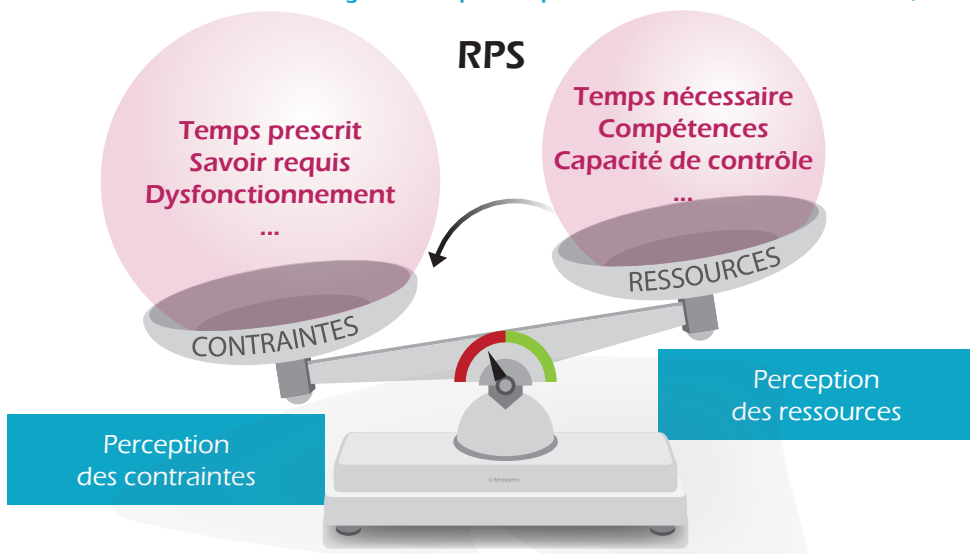 RPS
Temps prescrit
Savoir requis
Dysfonctionnement
...
Temps nécessaire
Compétences
Capacité de contrôle
...
CONTRAINTES
RESSOURCES
Perception
des ressources
Perception
des contraintes
© Mediaprev